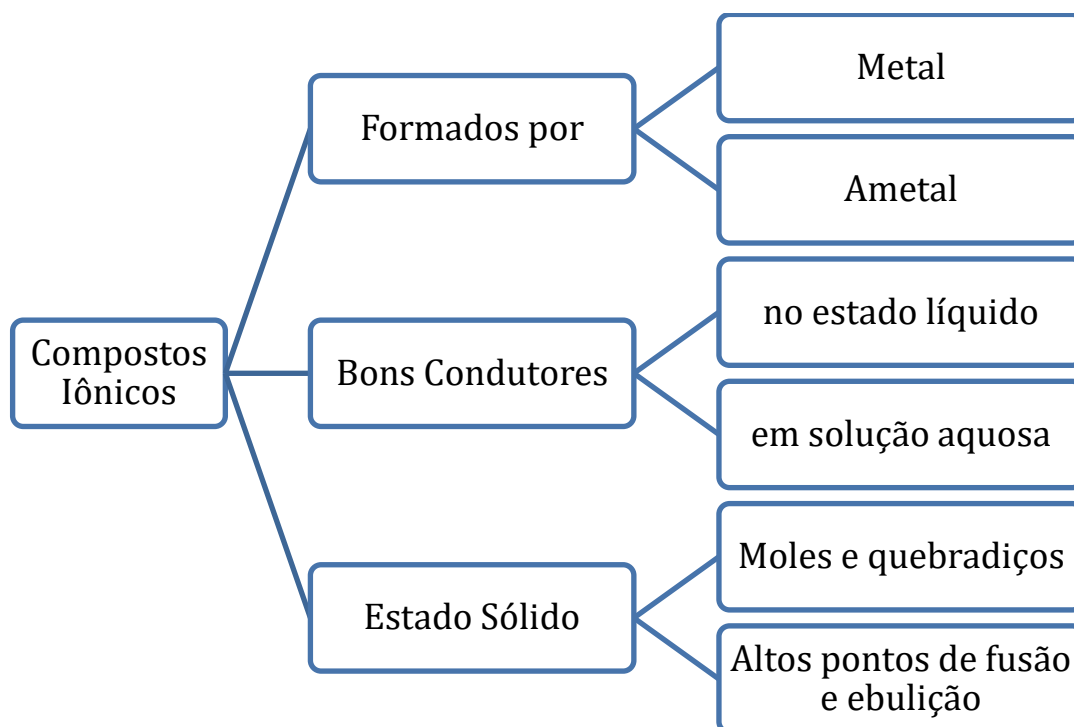 Compostos
Iônicos
Formados por
Metal
Ametal
Bons Condutores
no estado líquido
em solução aquosa
Estado Sólido
Moles e quebradiços
Altos pontos de fusão
e ebulição